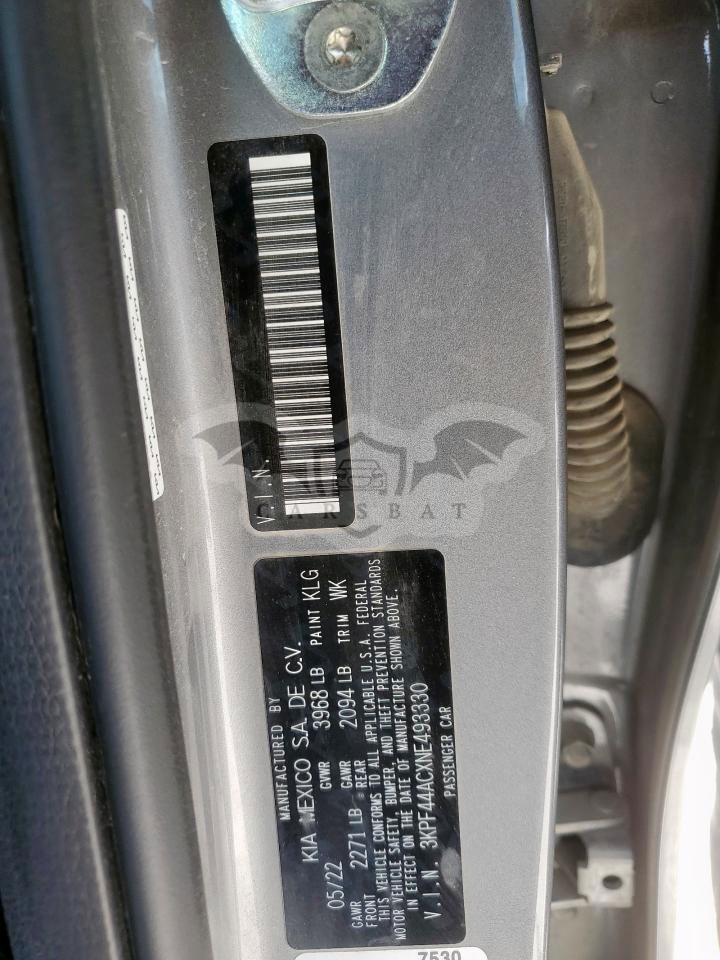 V.I.N.
MANUFACTURED BY
KIA MEXICO S.A. DE C.V.
05/22 GVWR 3968 LB PAINT KLG
GAWR FRONT 2271 LB GAWR REAR 2094 LB TRIM WK
THIS VEHICLE CONFORMS TO ALL APPLICABLE U.S.A. FEDERAL
MOTOR VEHICLE SAFETY, BUMPER, AND THEFT PREVENTION STANDARDS
IN EFFECT ON THE DATE OF MANUFACTURE SHOWN ABOVE.
V.I.N. 3KPF44ACXNE493330
PASSENGER CAR
7530
CARSBAT